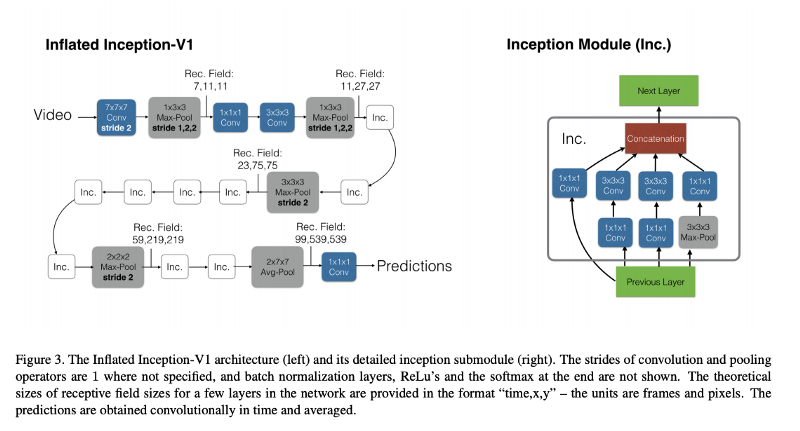 Inflated Inception-V1
Rec. Field:
7,11,11
Rec. Field:
11,27,27
Video
7x7x7
Conv
stride 2
1x3x3
Max-Pool
stride 1,2,2
1x1x1
Conv
3x3x3
Conv
1x3x3
Max-Pool
stride 1,2,2
Inc.
Rec. Field:
23,75,75
Inc.
Inc.
Inc.
Inc.
3x3x3
Max-Pool
stride 2
Inc.
Rec. Field:
59,219,219
Rec. Field:
99,539,539
Inc.
2x2x2
Max-Pool
stride 2
Inc.
Inc.
2x7x7
Avg-Pool
1x1x1
Conv
Predictions
Inception Module (Inc.)
Next Layer
Inc.
Concatenation
1x1x1
Conv
3x3x3
Conv
3x3x3
Conv
1x1x1
Conv
1x1x1
Conv
1x1x1
Conv
3x3x3
Max-Pool
Previous Layer
Figure 3. The Inflated Inception-V1 architecture (left) and its detailed inception submodule (right). The strides of convolution and pooling
operators are 1 where not specified, and batch normalization layers, ReLu's and the softmax at the end are not shown. The theoretical
sizes of receptive field sizes for a few layers in the network are provided in the format “time,x,y” – the units are frames and pixels. The
predictions are obtained convolutionally in time and averaged.